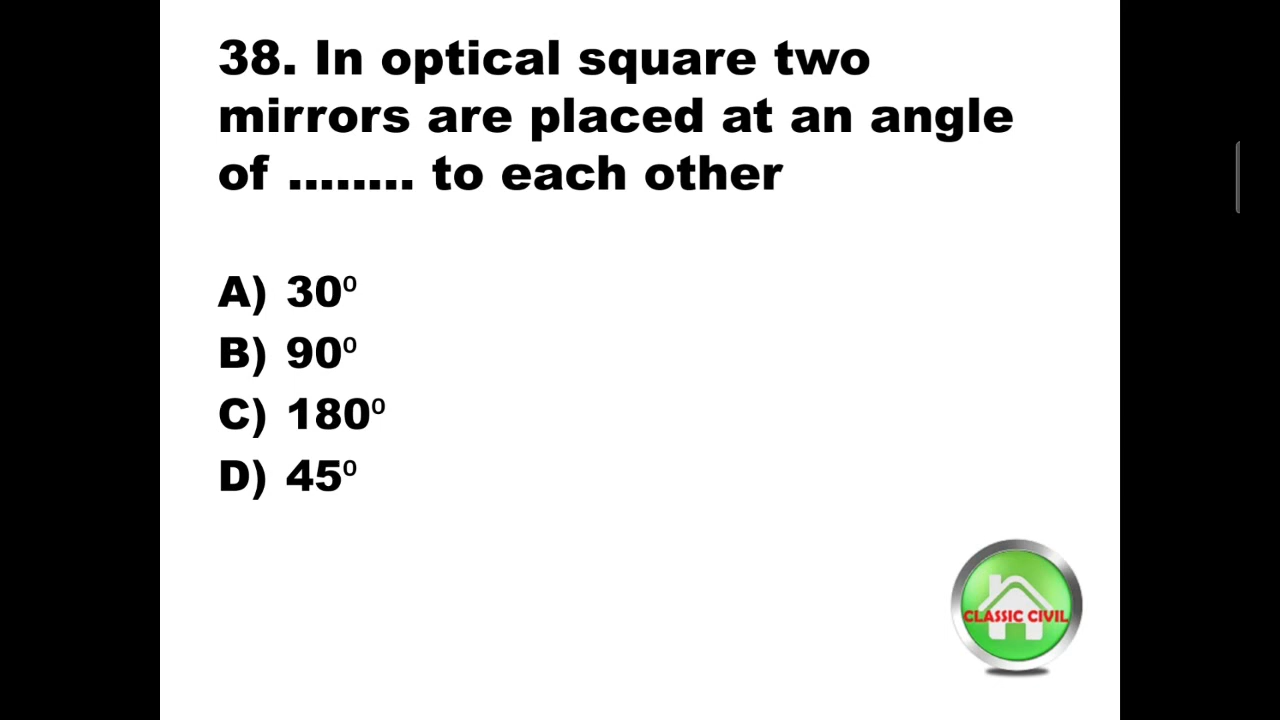 38. In optical square two
mirrors are placed at an angle
of ........ to each other
A) 30⁰
B) 90⁰
C) 180⁰
D) 45⁰
CLASSIC CIVIL